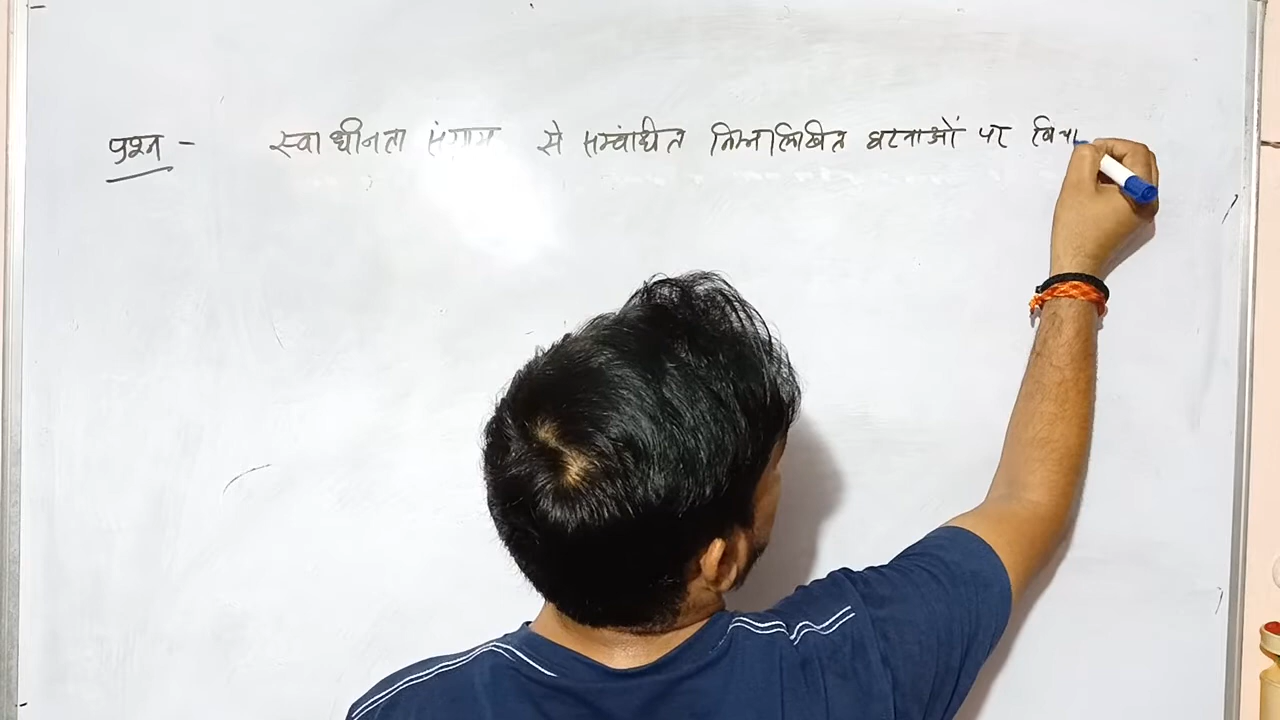 प्रश्न - स्वाधीनता संग्राम से सम्बंधित निम्नलिखित घटनाओं पर विचा